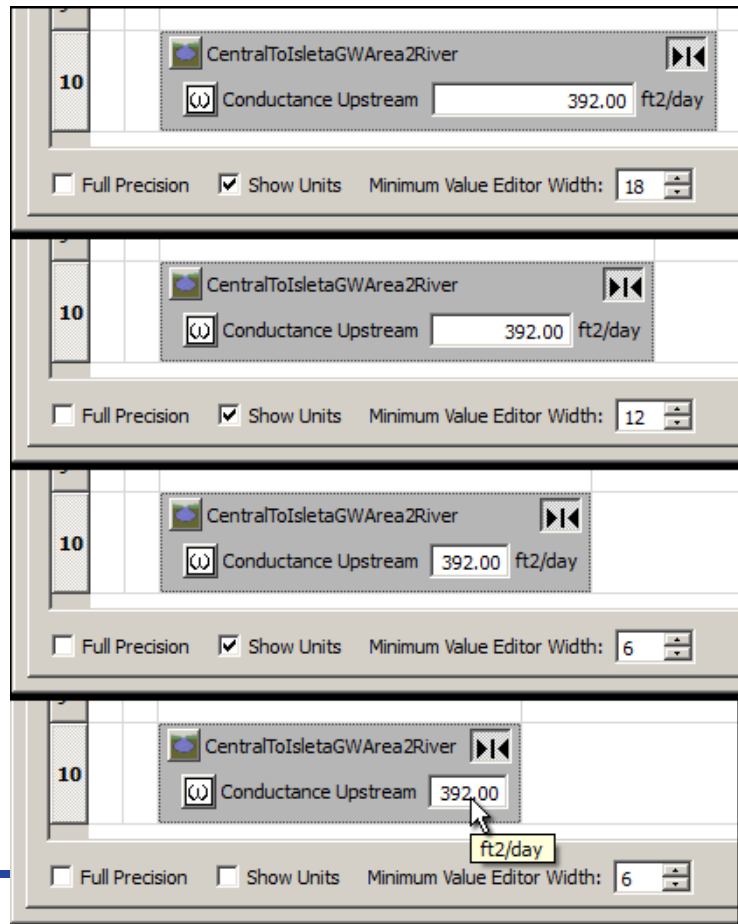 CentralToIsletaGWArea2River
10
ω Conductance Upstream 392.00 ft2/day
Full Precision Show Units Minimum Value Editor Width: 18
CentralToIsletaGWArea2River
10
ω Conductance Upstream 392.00 ft2/day
Full Precision Show Units Minimum Value Editor Width: 12
CentralToIsletaGWArea2River
10
ω Conductance Upstream 392.00 ft2/day
Full Precision Show Units Minimum Value Editor Width: 6
CentralToIsletaGWArea2River
10
ω Conductance Upstream 392.00
ft2/day
Full Precision Show Units Minimum Value Editor Width: 6